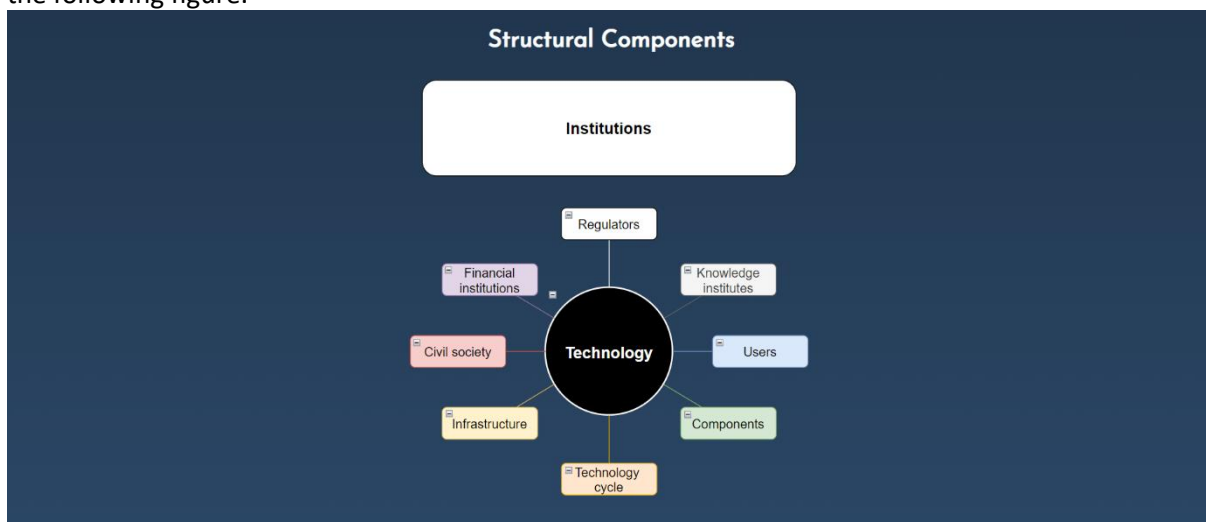 the following figure.
Structural Components
Institutions
Regulators
Financial
institutions
Knowledge
institutes
Civil society
Technology
Users
Infrastructure
Components
Technology
cycle